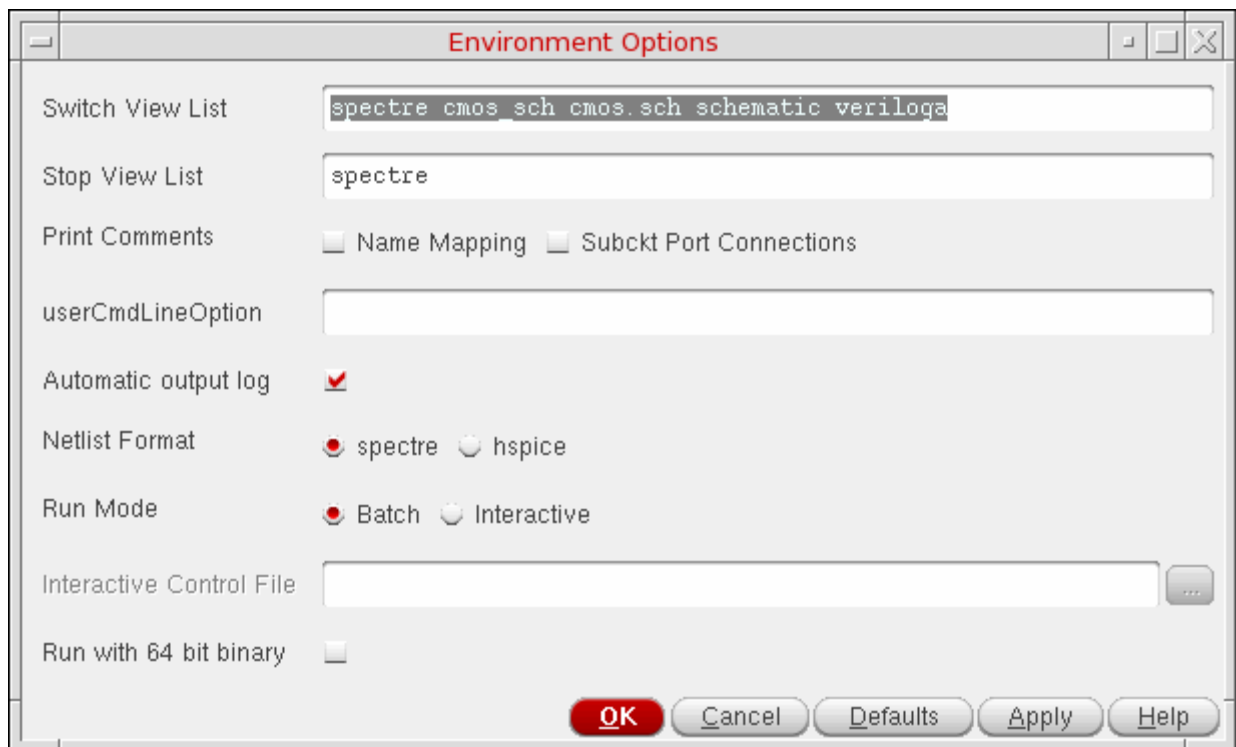 Environment Options
Switch View List spectre cmos_sch cmos.sch schematic veriloga
Stop View List spectre
Print Comments Name Mapping Subckt Port Connections
userCmdLineOption
Automatic output log
Netlist Format spectre hspice
Run Mode Batch Interactive
Interactive Control File ...
Run with 64 bit binary
OK Cancel Defaults Apply Help